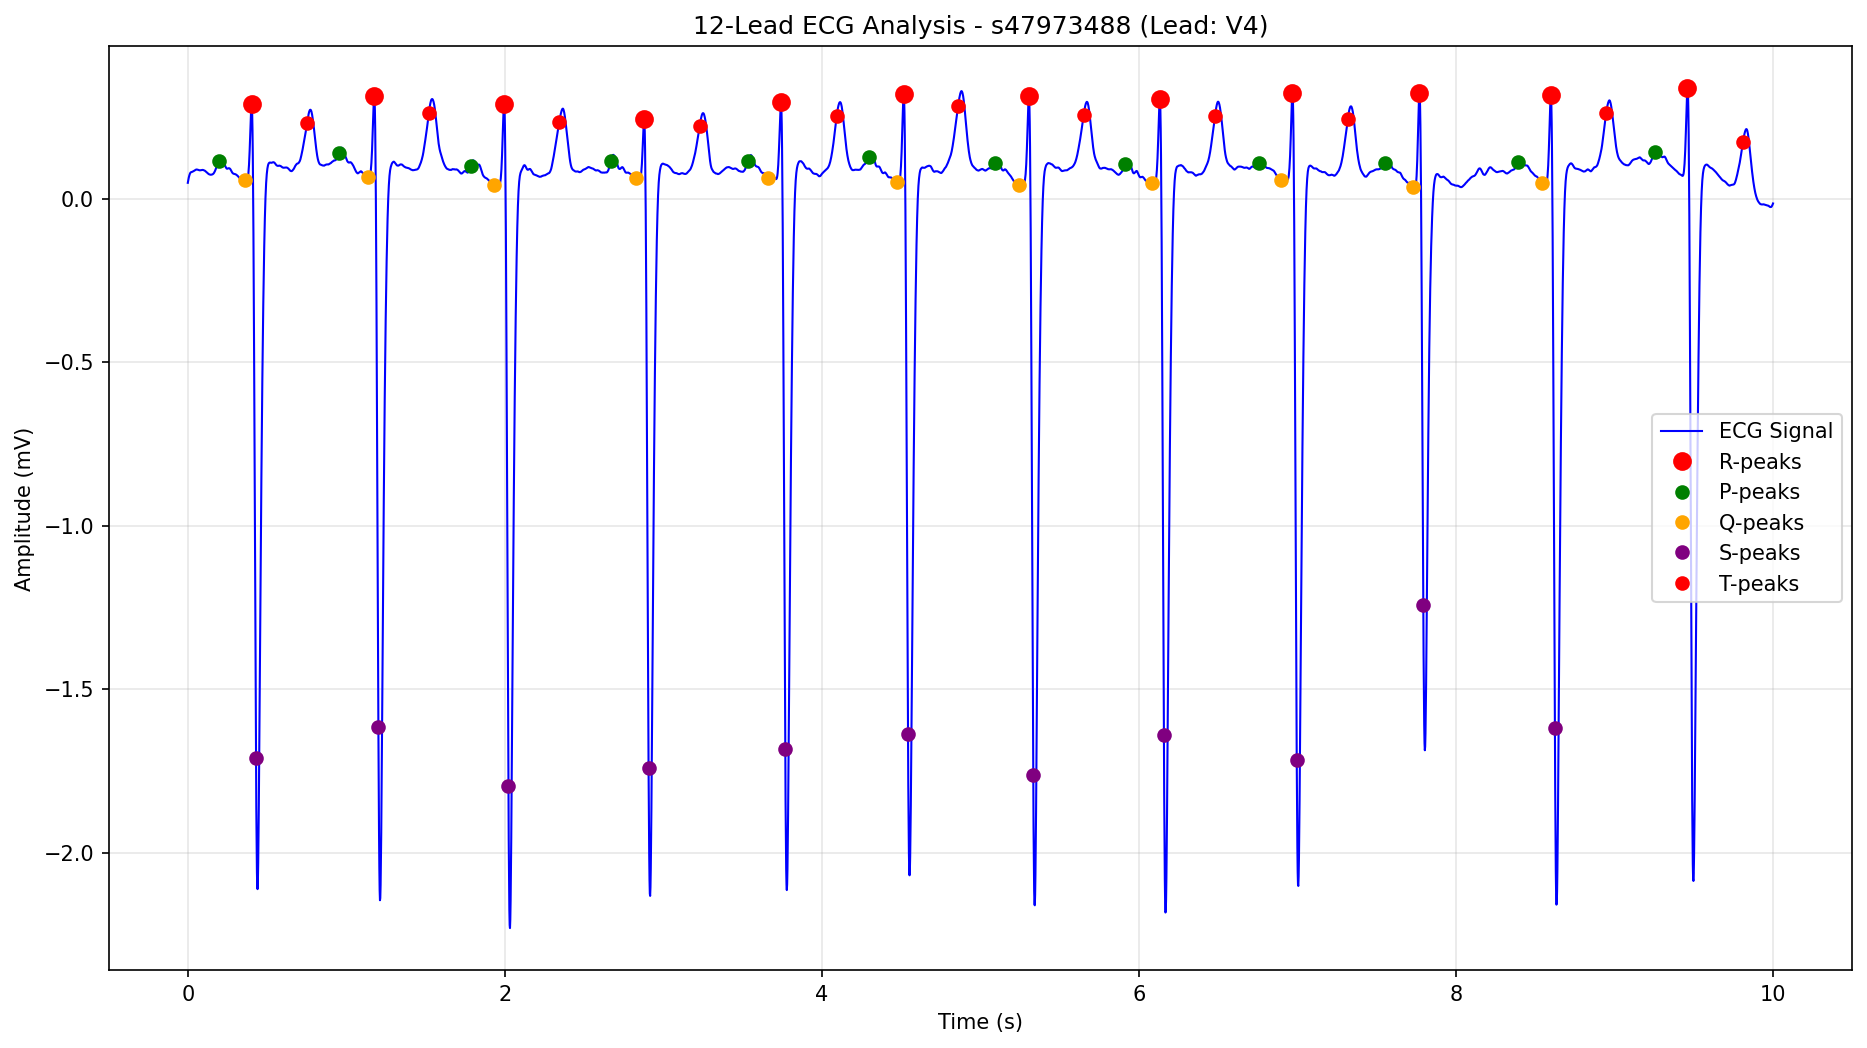 12-Lead ECG Analysis - s47973488 (Lead: V4)
Amplitude (mV)
0.0
−0.5
−1.0
−1.5
−2.0
ECG Signal
R-peaks
P-peaks
Q-peaks
S-peaks
T-peaks
0 2 4 6 8 10
Time (s)